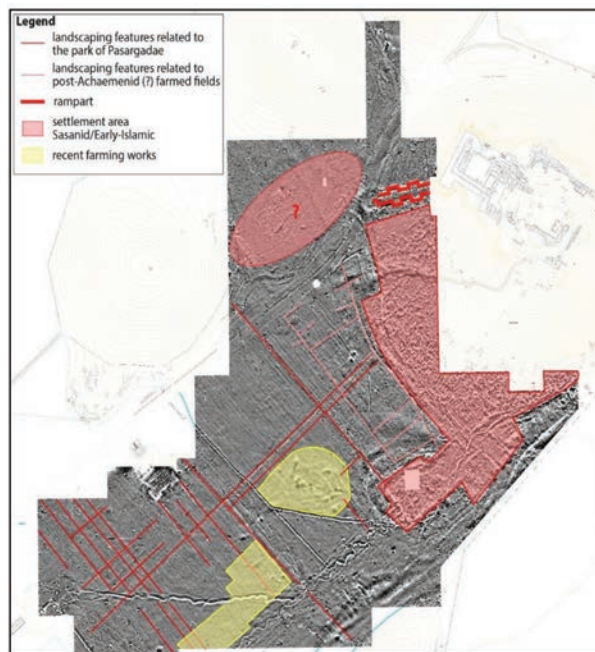 Legend
landscaping features related to
the park of Pasargadae
landscaping features related to
post-Achaemenid (?) farmed fields
rampart
settlement area
Sasanid/Early-Islamic
recent farming works
?